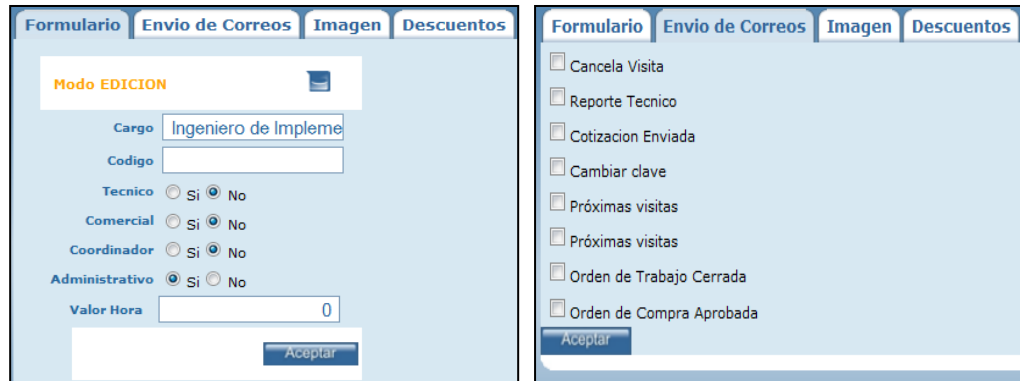 Formulario Envio de Correos Imagen Descuentos
Modo EDICION
Cargo Ingeniero de Impleme
Codigo
Tecnico Si No
Comercial Si No
Coordinador Si No
Administrativo Si No
Valor Hora 0
Aceptar
Formulario Envio de Correos Imagen Descuentos
Cancela Visita
Reporte Tecnico
Cotizacion Enviada
Cambiar clave
Próximas visitas
Próximas visitas
Orden de Trabajo Cerrada
Orden de Compra Aprobada
Aceptar